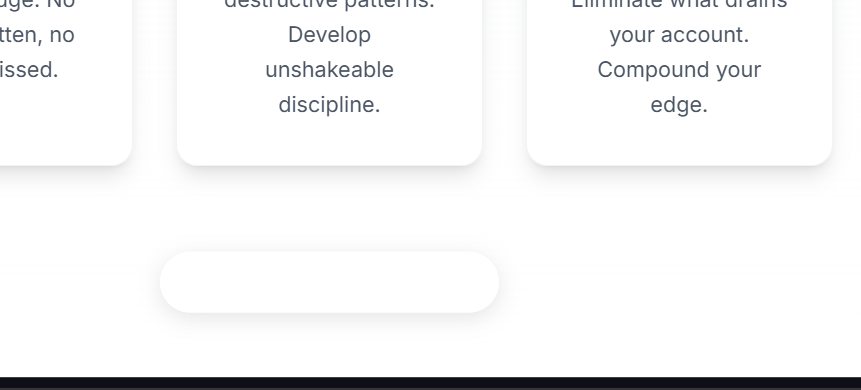 dge. No
tten, no
issed.
destructive patterns.
Develop
unshakeable
discipline.
Eliminate what drains
your account.
Compound your
edge.